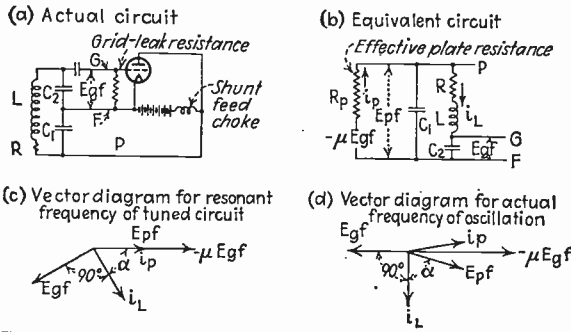 (a) Actual circuit
Grid-leak resistance
G
Egf
L
C2
F
C1
P
R
Shunt
feed
choke
(b) Equivalent circuit
Effective plate resistance
P
Rp
ip
Epf
R
iL
L
C1
-μEgf
G
C2
Egf
F
(c) Vector diagram for resonant
frequency of tuned circuit
Epf
ip
-μEgf
α
90°
Egf
iL
(d) Vector diagram for actual
frequency of oscillation
Egf
ip
-μEgf
90°
α
Epf
iL